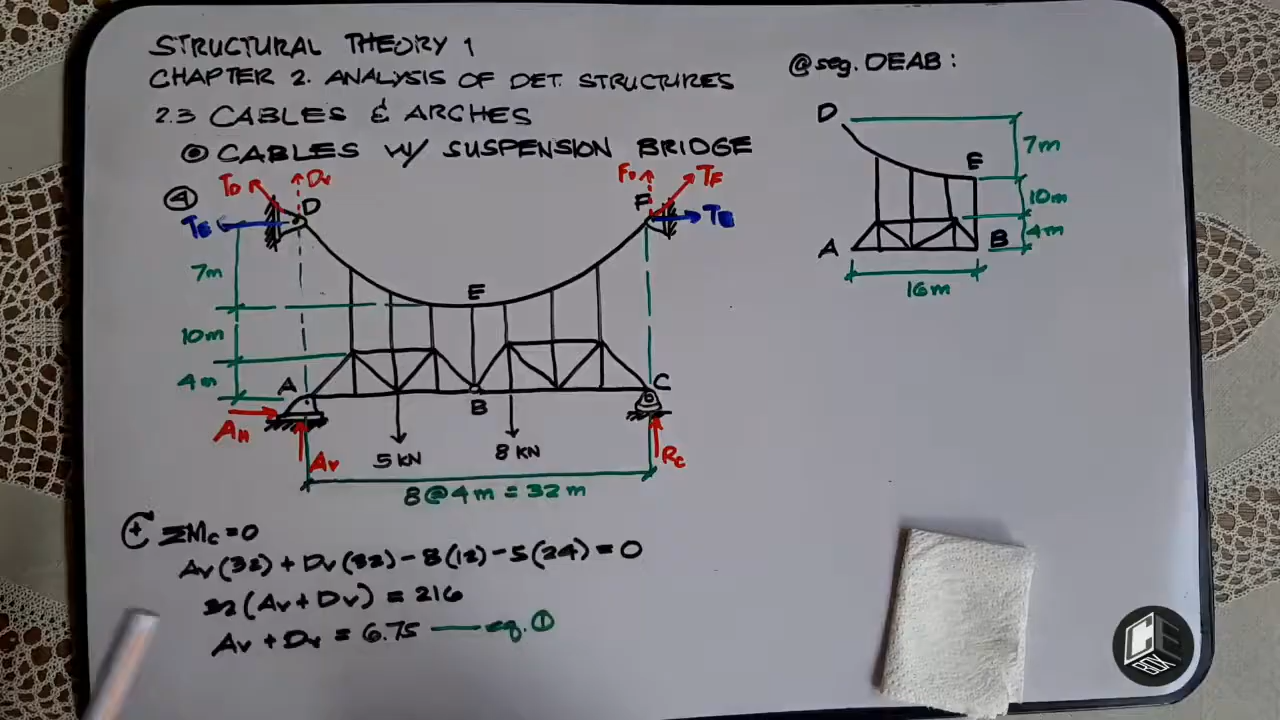 STRUCTURAL THEORY 1
CHAPTER 2. ANALYSIS OF DET. STRUCTURES
2.3 CABLES & ARCHES
CABLES W/ SUSPENSION BRIDGE
4
TD
DV
D
TE
FV
TF
F
TE
7m
10m
4m
E
A
B
C
AH
AV
5 KN
8 KN
RC
8@4m = 32m
+ ΣMC=0
AV(32) + DV(32) - 8(12) - 5(24) = 0
32(AV + DV) = 216
AV + DV = 6.75 — eq. 1
@seg. DEAB:
D
7m
E
10m
A
B
4m
16m
CE
BOX